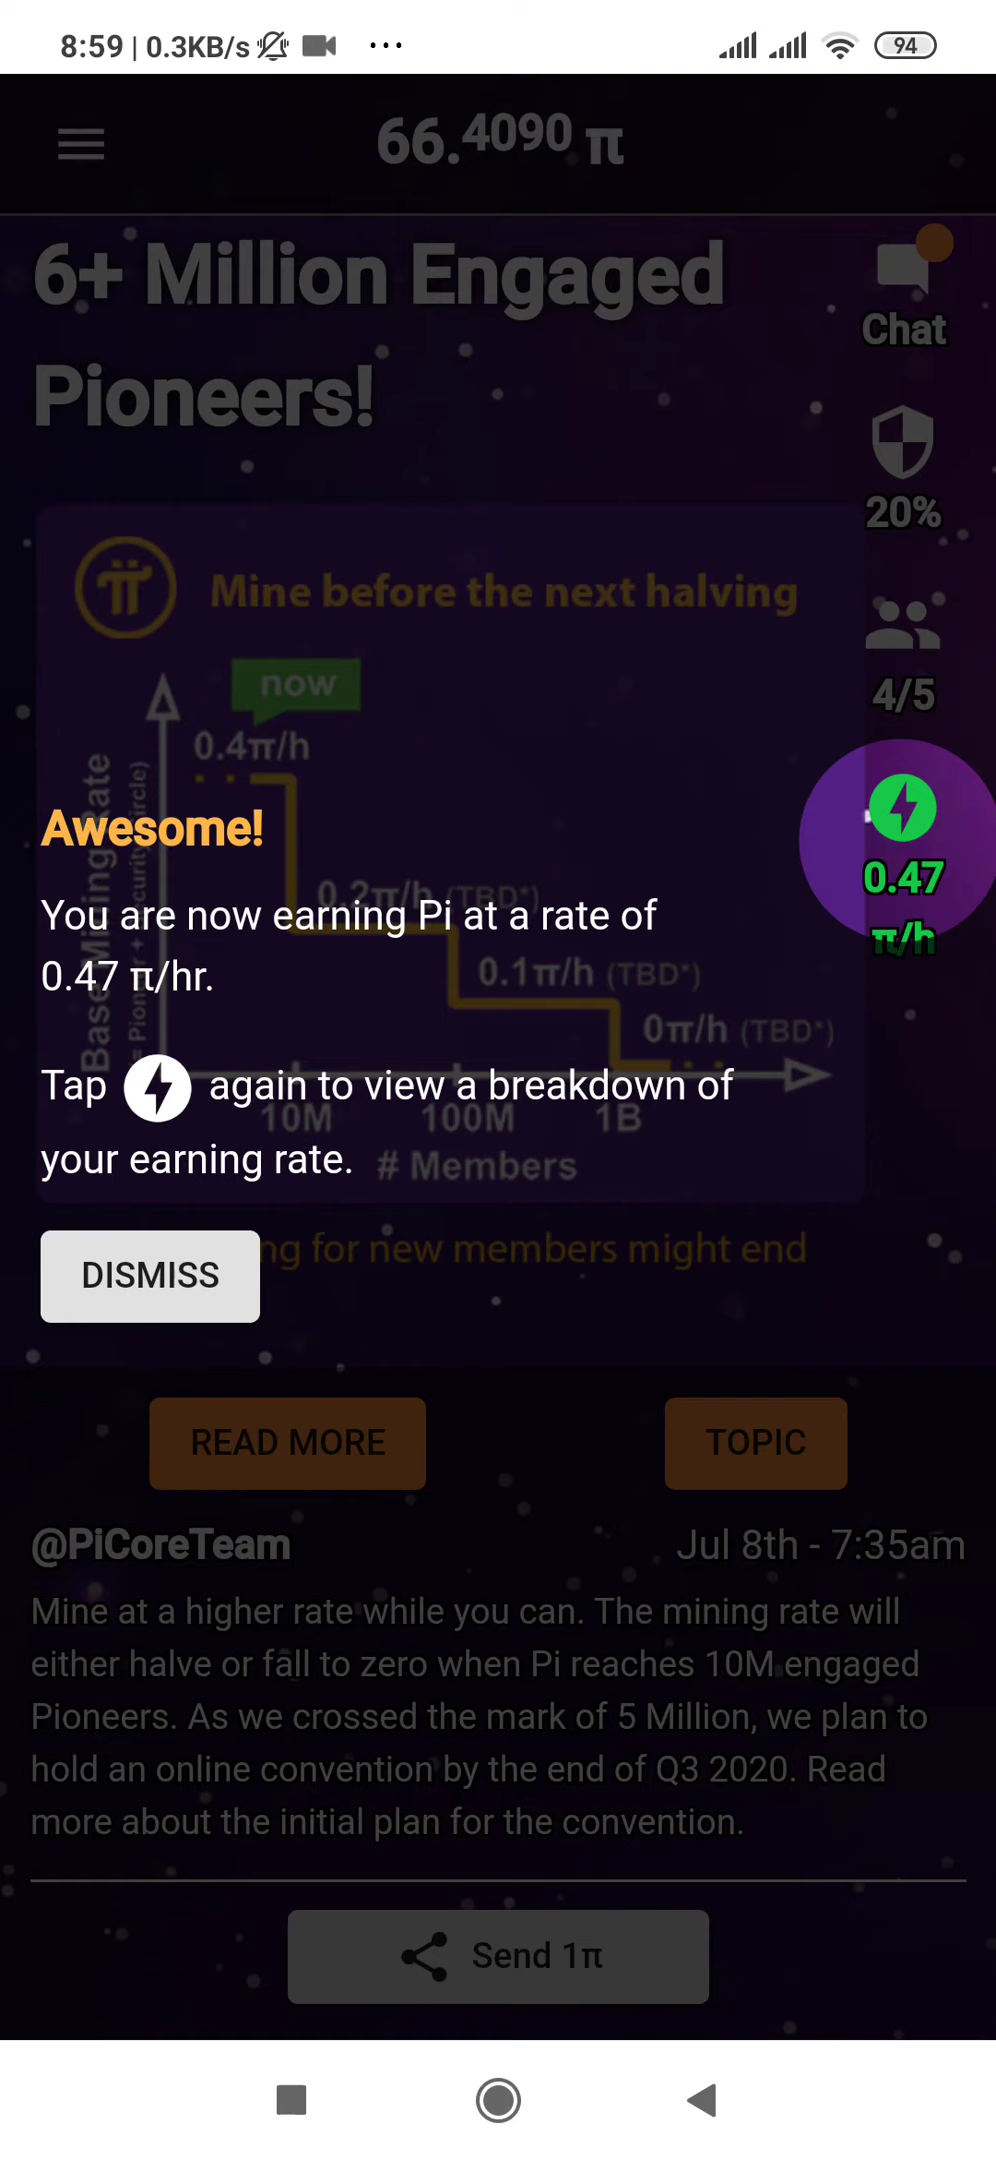 8:59 | 0.3KB/s ... 94
66.4090 π
6+ Million Engaged
Pioneers!
Chat
20%
4/5
0.47
π/h
Mine before the next halving
now
0.4π/h
0.2π/h (TBD*)
0.1π/h (TBD*)
0π/h (TBD*)
Base Mining Rate
10M 100M 1B
# Members
Awesome!
You are now earning Pi at a rate of
0.47 π/hr.
Tap again to view a breakdown of
your earning rate.
for new members might end
DISMISS
READ MORE TOPIC
@PiCoreTeam Jul 8th - 7:35am
Mine at a higher rate while you can. The mining rate will
either halve or fall to zero when Pi reaches 10M engaged
Pioneers. As we crossed the mark of 5 Million, we plan to
hold an online convention by the end of Q3 2020. Read
more about the initial plan for the convention.
Send 1π